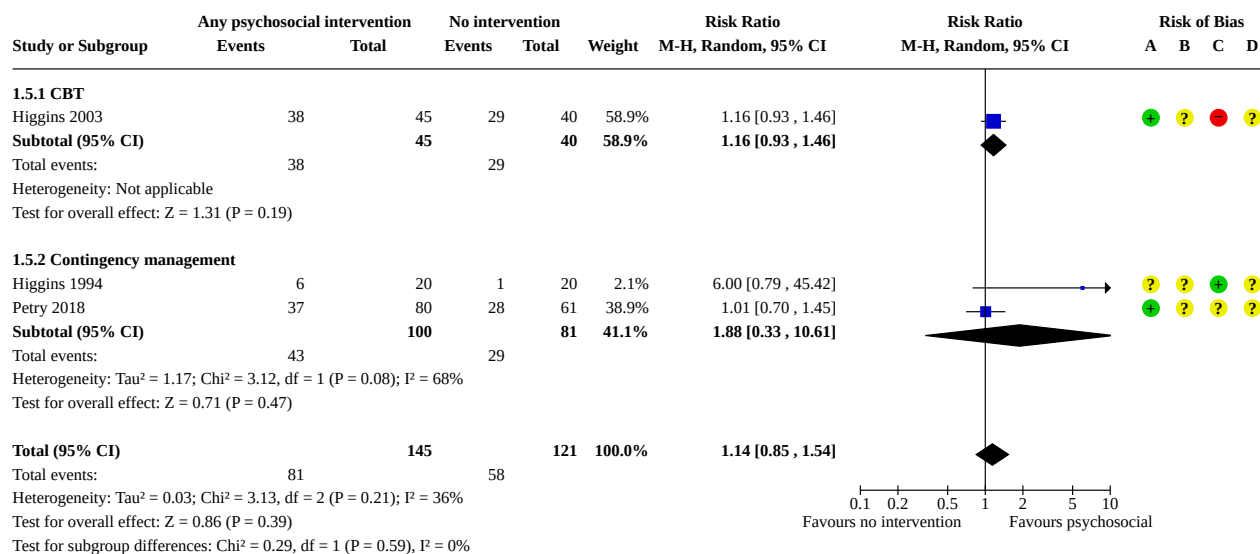 Any psychosocial intervention No intervention Risk Ratio Risk Ratio Risk of Bias
Study or Subgroup Events Total Events Total Weight M-H, Random, 95% CI M-H, Random, 95% CI A B C D
1.5.1 CBT
Higgins 2003 38 45 29 40 58.9% 1.16 [0.93 , 1.46] + ? − ?
Subtotal (95% CI) 45 40 58.9% 1.16 [0.93 , 1.46]
Total events: 38 29
Heterogeneity: Not applicable
Test for overall effect: Z = 1.31 (P = 0.19)
1.5.2 Contingency management
Higgins 1994 6 20 1 20 2.1% 6.00 [0.79 , 45.42] ? ? + ?
Petry 2018 37 80 28 61 38.9% 1.01 [0.70 , 1.45] + ? ? ?
Subtotal (95% CI) 100 81 41.1% 1.88 [0.33 , 10.61]
Total events: 43 29
Heterogeneity: Tau² = 1.17; Chi² = 3.12, df = 1 (P = 0.08); I² = 68%
Test for overall effect: Z = 0.71 (P = 0.47)
Total (95% CI) 145 121 100.0% 1.14 [0.85 , 1.54]
Total events: 81 58
Heterogeneity: Tau² = 0.03; Chi² = 3.13, df = 2 (P = 0.21); I² = 36%
0.1 0.2 0.5 1 2 5 10
Test for overall effect: Z = 0.86 (P = 0.39) Favours no intervention Favours psychosocial
Test for subgroup differences: Chi² = 0.29, df = 1 (P = 0.59), I² = 0%